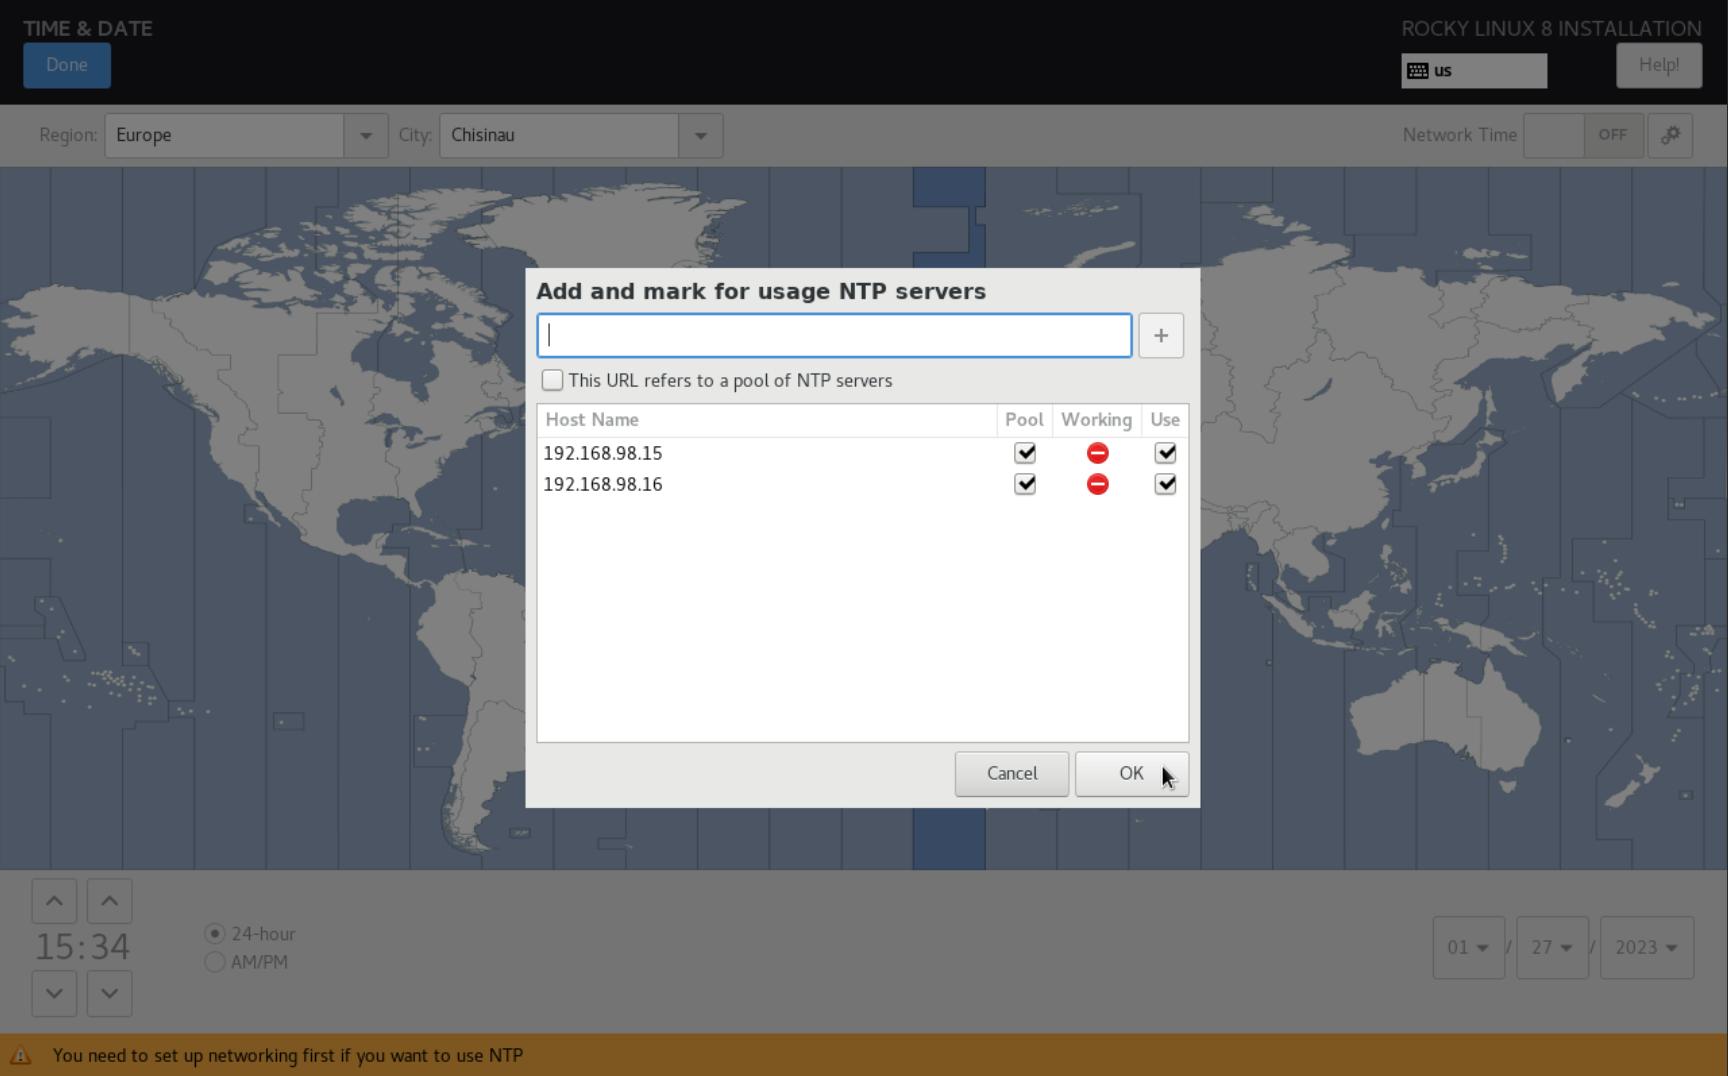 TIME & DATE
ROCKY LINUX 8 INSTALLATION
Done
us
Help!
Region:
Europe
City:
Chisinau
Network Time
OFF
Add and mark for usage NTP servers
+
This URL refers to a pool of NTP servers
Host Name Pool Working Use
192.168.98.15
192.168.98.16
Cancel
OK
15:34
24-hour
AM/PM
01 / 27 / 2023
You need to set up networking first if you want to use NTP